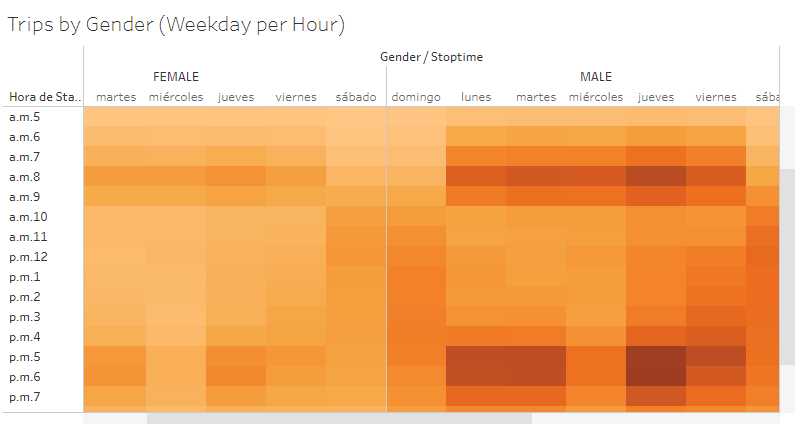 Trips by Gender (Weekday per Hour)
Gender / Stoptime
FEMALE MALE
Hora de Sta.. martes miércoles jueves viernes sábado domingo lunes martes miércoles jueves viernes sába
a.m.5
a.m.6
a.m.7
a.m.8
a.m.9
a.m.10
a.m.11
p.m.12
p.m.1
p.m.2
p.m.3
p.m.4
p.m.5
p.m.6
p.m.7